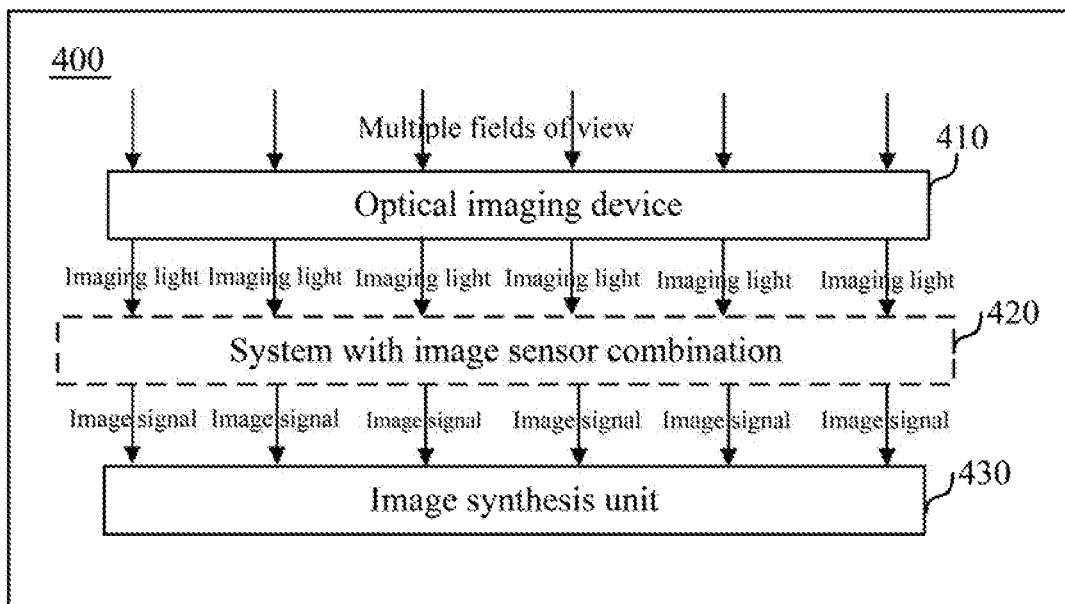 400
Multiple fields of view
410
Optical imaging device
Imaging light Imaging light Imaging light Imaging light Imaging light Imaging light
420
System with image sensor combination
Image signal Image signal Image signal Image signal Image signal Image signal
430
Image synthesis unit